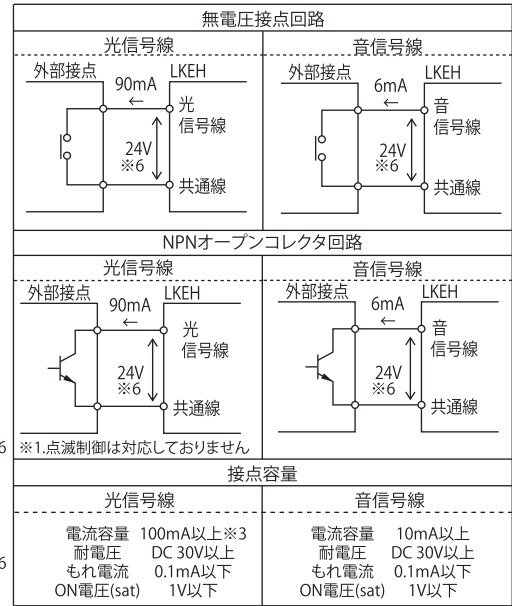 無電圧接点回路
光信号線
外部接点
90mA
←
LKEH
光
信号線
24V
※6
共通線
音信号線
外部接点
6mA
←
LKEH
音
信号線
24V
※6
共通線
NPNオープンコレクタ回路
光信号線
外部接点
90mA
←
LKEH
光
信号線
24V
※6
共通線
※1.点滅制御は対応しておりません
音信号線
外部接点
6mA
←
LKEH
音
信号線
24V
※6
共通線
6
接点容量
光信号線
電流容量 100mA以上※3
耐電圧 DC 30V以上
もれ電流 0.1mA以下
ON電圧(sat) 1V以下
音信号線
電流容量 10mA以上
耐電圧 DC 30V以上
もれ電流 0.1mA以下
ON電圧(sat) 1V以下
6